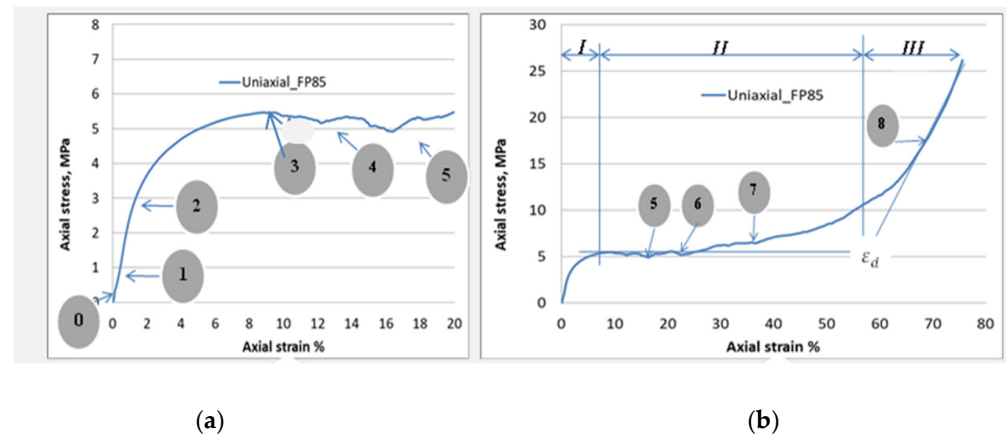 8
7
6
5
4
3
2
1
0
Axial stress, MPa
Uniaxial_FP85
0
1
2
3
4
5
0 2 4 6 8 10 12 14 16 18 20
Axial strain %
30
25
20
15
10
5
0
Axial stress, MPa
I II III
Uniaxial_FP85
5
6
7
8
εd
0 10 20 30 40 50 60 70 80
Axial strain %
(a) (b)